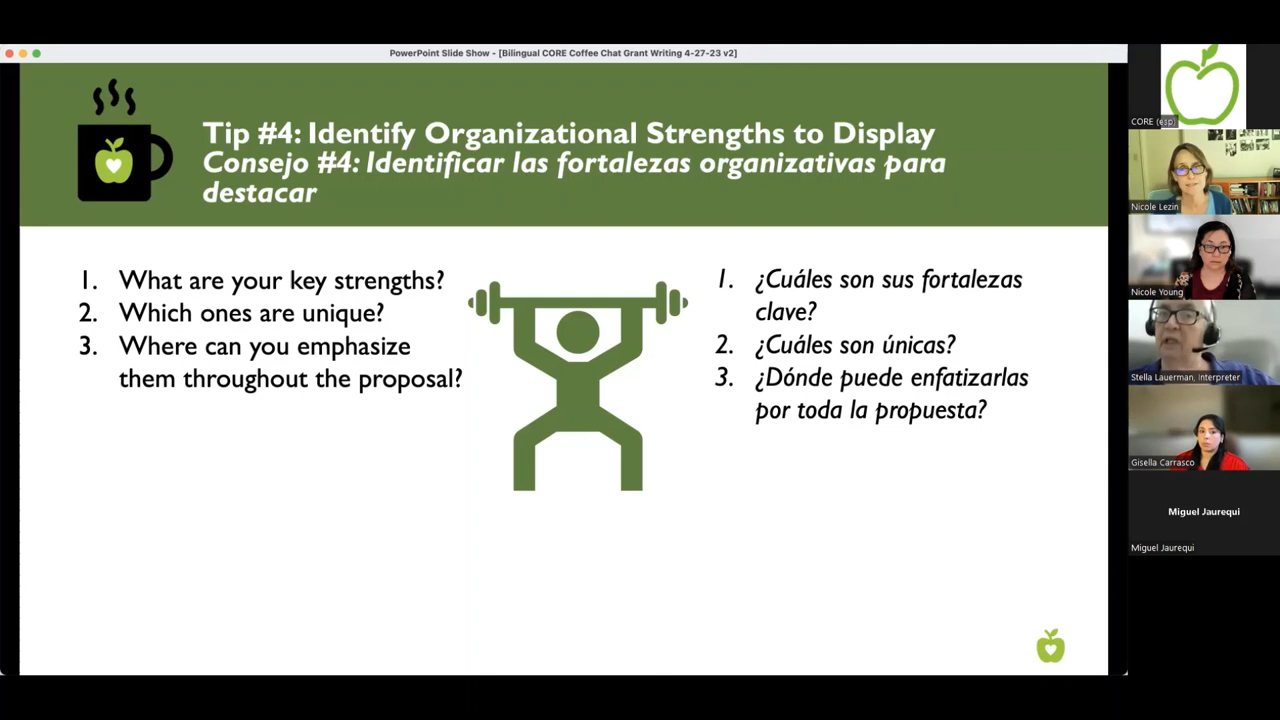 PowerPoint Slide Show - [Bilingual CORE Coffee Chat Grant Writing 4-27-23 v2]
Tip #4: Identify Organizational Strengths to Display
Consejo #4: Identificar las fortalezas organizativas para
destacar
1. What are your key strengths?
2. Which ones are unique?
3. Where can you emphasize
them throughout the proposal?
1. ¿Cuáles son sus fortalezas
clave?
2. ¿Cuáles son únicas?
3. ¿Dónde puede enfatizarlas
por toda la propuesta?
CORE (esp)
Nicole Lezin
Nicole Young
Stella Lauerman, Interpreter
Gisella Carrasco
Miguel Jaurequi
Miguel Jaurequi